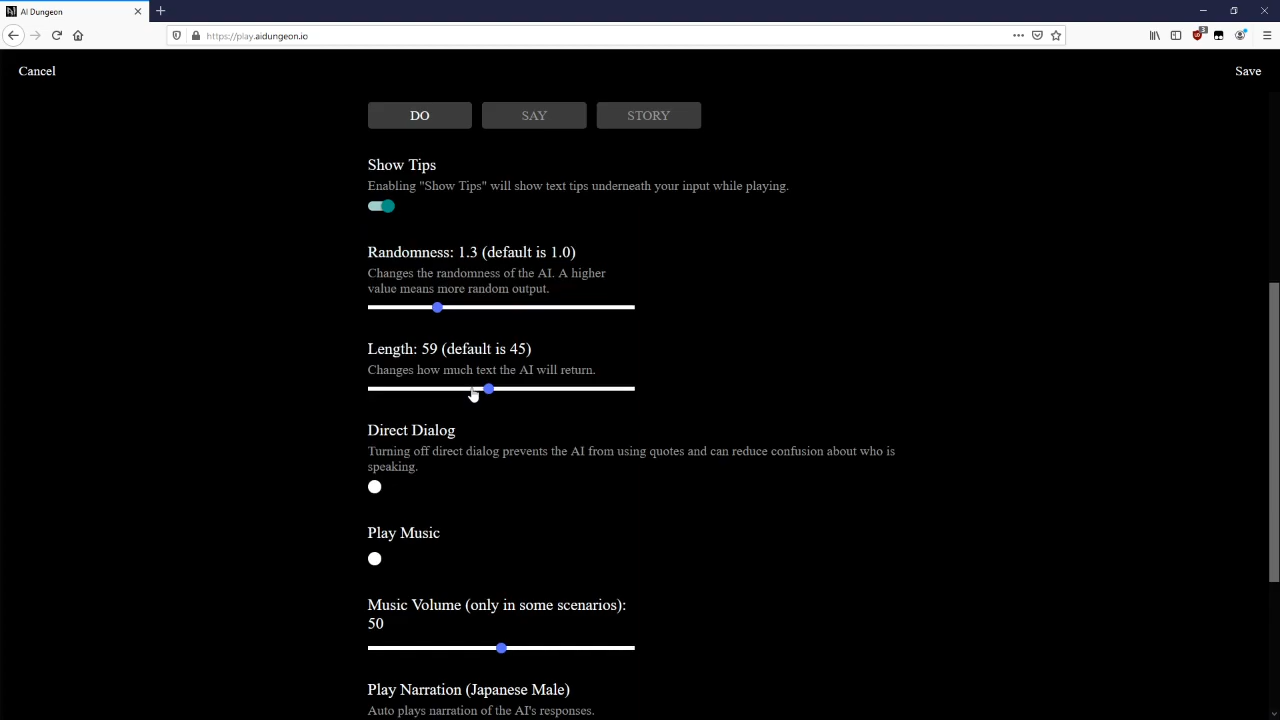 AI Dungeon
https://play.aidungeon.io
3
Cancel
Save
DO
SAY
STORY
Show Tips
Enabling "Show Tips" will show text tips underneath your input while playing.
Randomness: 1.3 (default is 1.0)
Changes the randomness of the AI. A higher
value means more random output.
Length: 59 (default is 45)
Changes how much text the AI will return.
Direct Dialog
Turning off direct dialog prevents the AI from using quotes and can reduce confusion about who is
speaking.
Play Music
Music Volume (only in some scenarios):
50
Play Narration (Japanese Male)
Auto plays narration of the AI's responses.